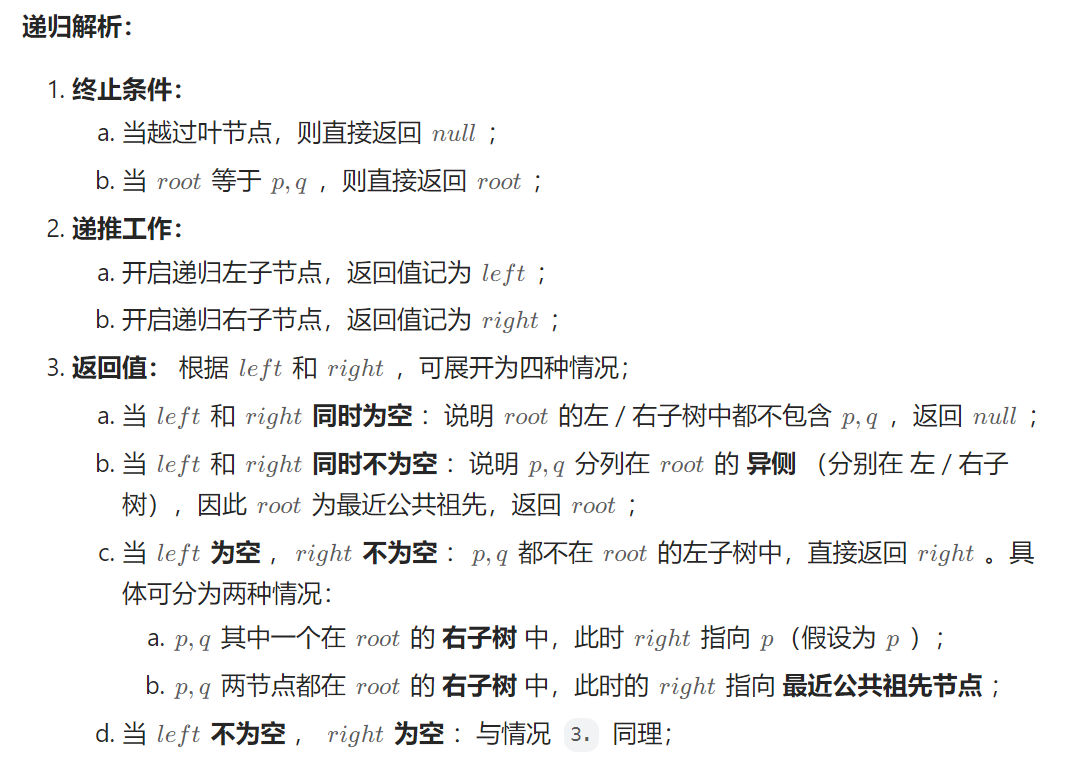 递归解析：
1. 终止条件：
a. 当越过叶节点，则直接返回 null ；
b. 当 root 等于 p, q ，则直接返回 root ；
2. 递推工作：
a. 开启递归左子节点，返回值记为 left ；
b. 开启递归右子节点，返回值记为 right ；
3. 返回值： 根据 left 和 right ，可展开为四种情况；
a. 当 left 和 right 同时为空 ：说明 root 的左 / 右子树中都不包含 p, q ，返回 null ；
b. 当 left 和 right 同时不为空 ：说明 p, q 分列在 root 的 异侧 （分别在 左 / 右子
树），因此 root 为最近公共祖先，返回 root ；
c. 当 left 为空 ，right 不为空 ：p, q 都不在 root 的左子树中，直接返回 right 。具
体可分为两种情况：
a. p, q 其中一个在 root 的 右子树 中，此时 right 指向 p（假设为 p ）；
b. p, q 两节点都在 root 的 右子树 中，此时的 right 指向 最近公共祖先节点 ；
d. 当 left 不为空 ， right 为空 ：与情况 3. 同理；